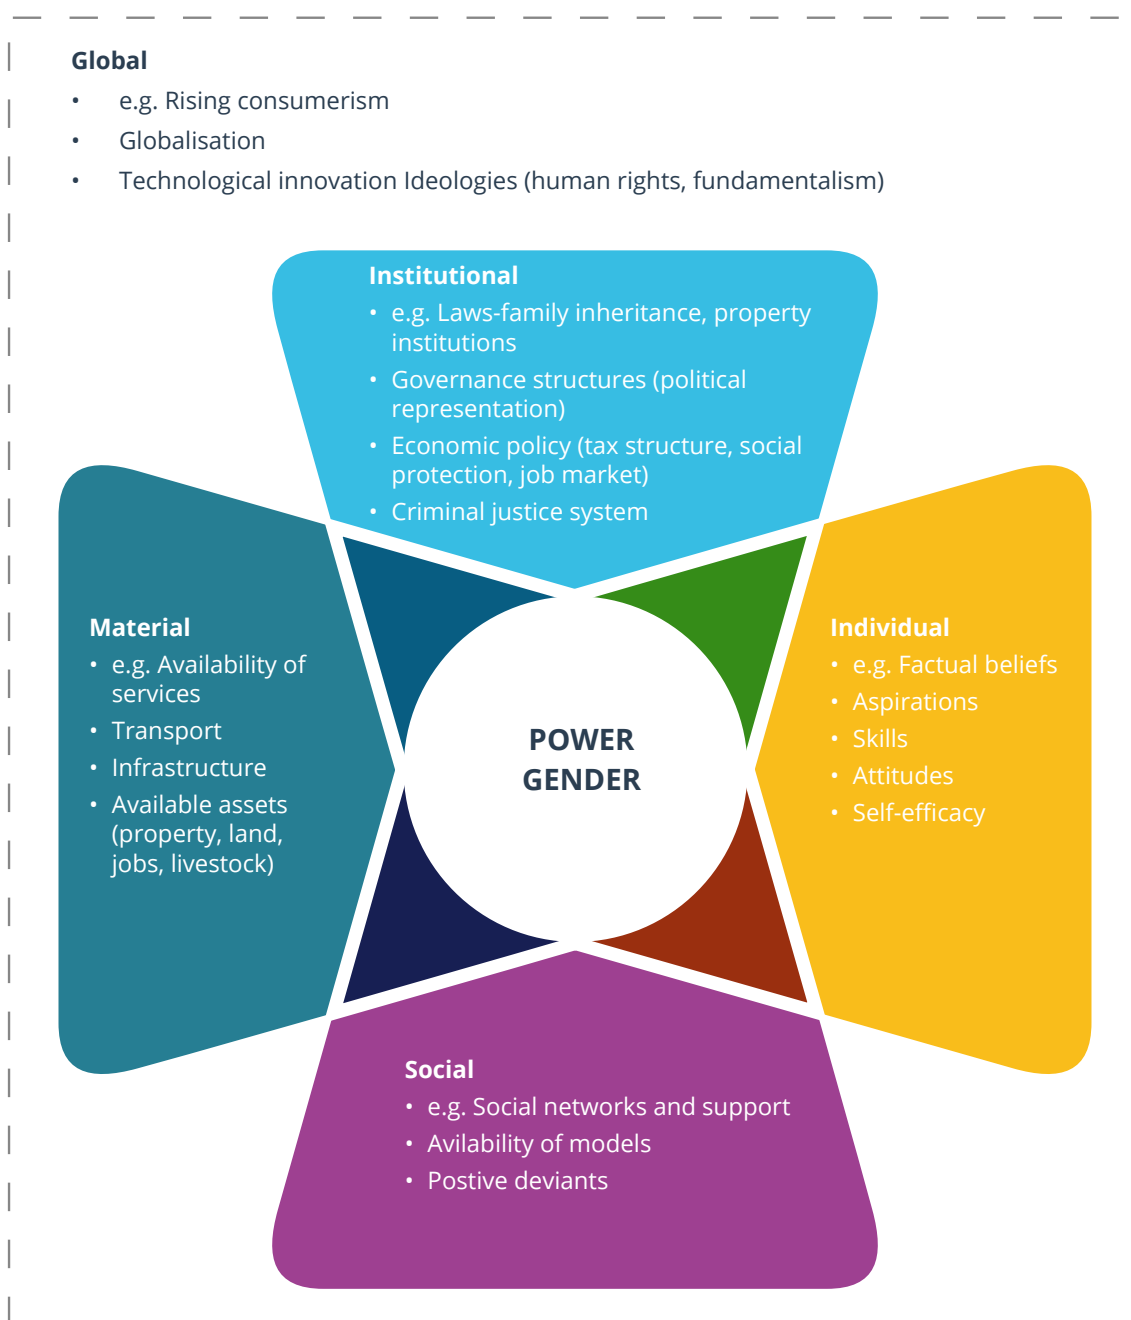 Global
• e.g. Rising consumerism
• Globalisation
• Technological innovation Ideologies (human rights, fundamentalism)
Institutional
• e.g. Laws-family inheritance, property
institutions
• Governance structures (political
representation)
• Economic policy (tax structure, social
protection, job market)
• Criminal justice system
Material
• e.g. Availability of
services
• Transport
• Infrastructure
• Available assets
(property, land,
jobs, livestock)
POWER
GENDER
Individual
• e.g. Factual beliefs
• Aspirations
• Skills
• Attitudes
• Self-efficacy
Social
• e.g. Social networks and support
• Avilability of models
• Postive deviants